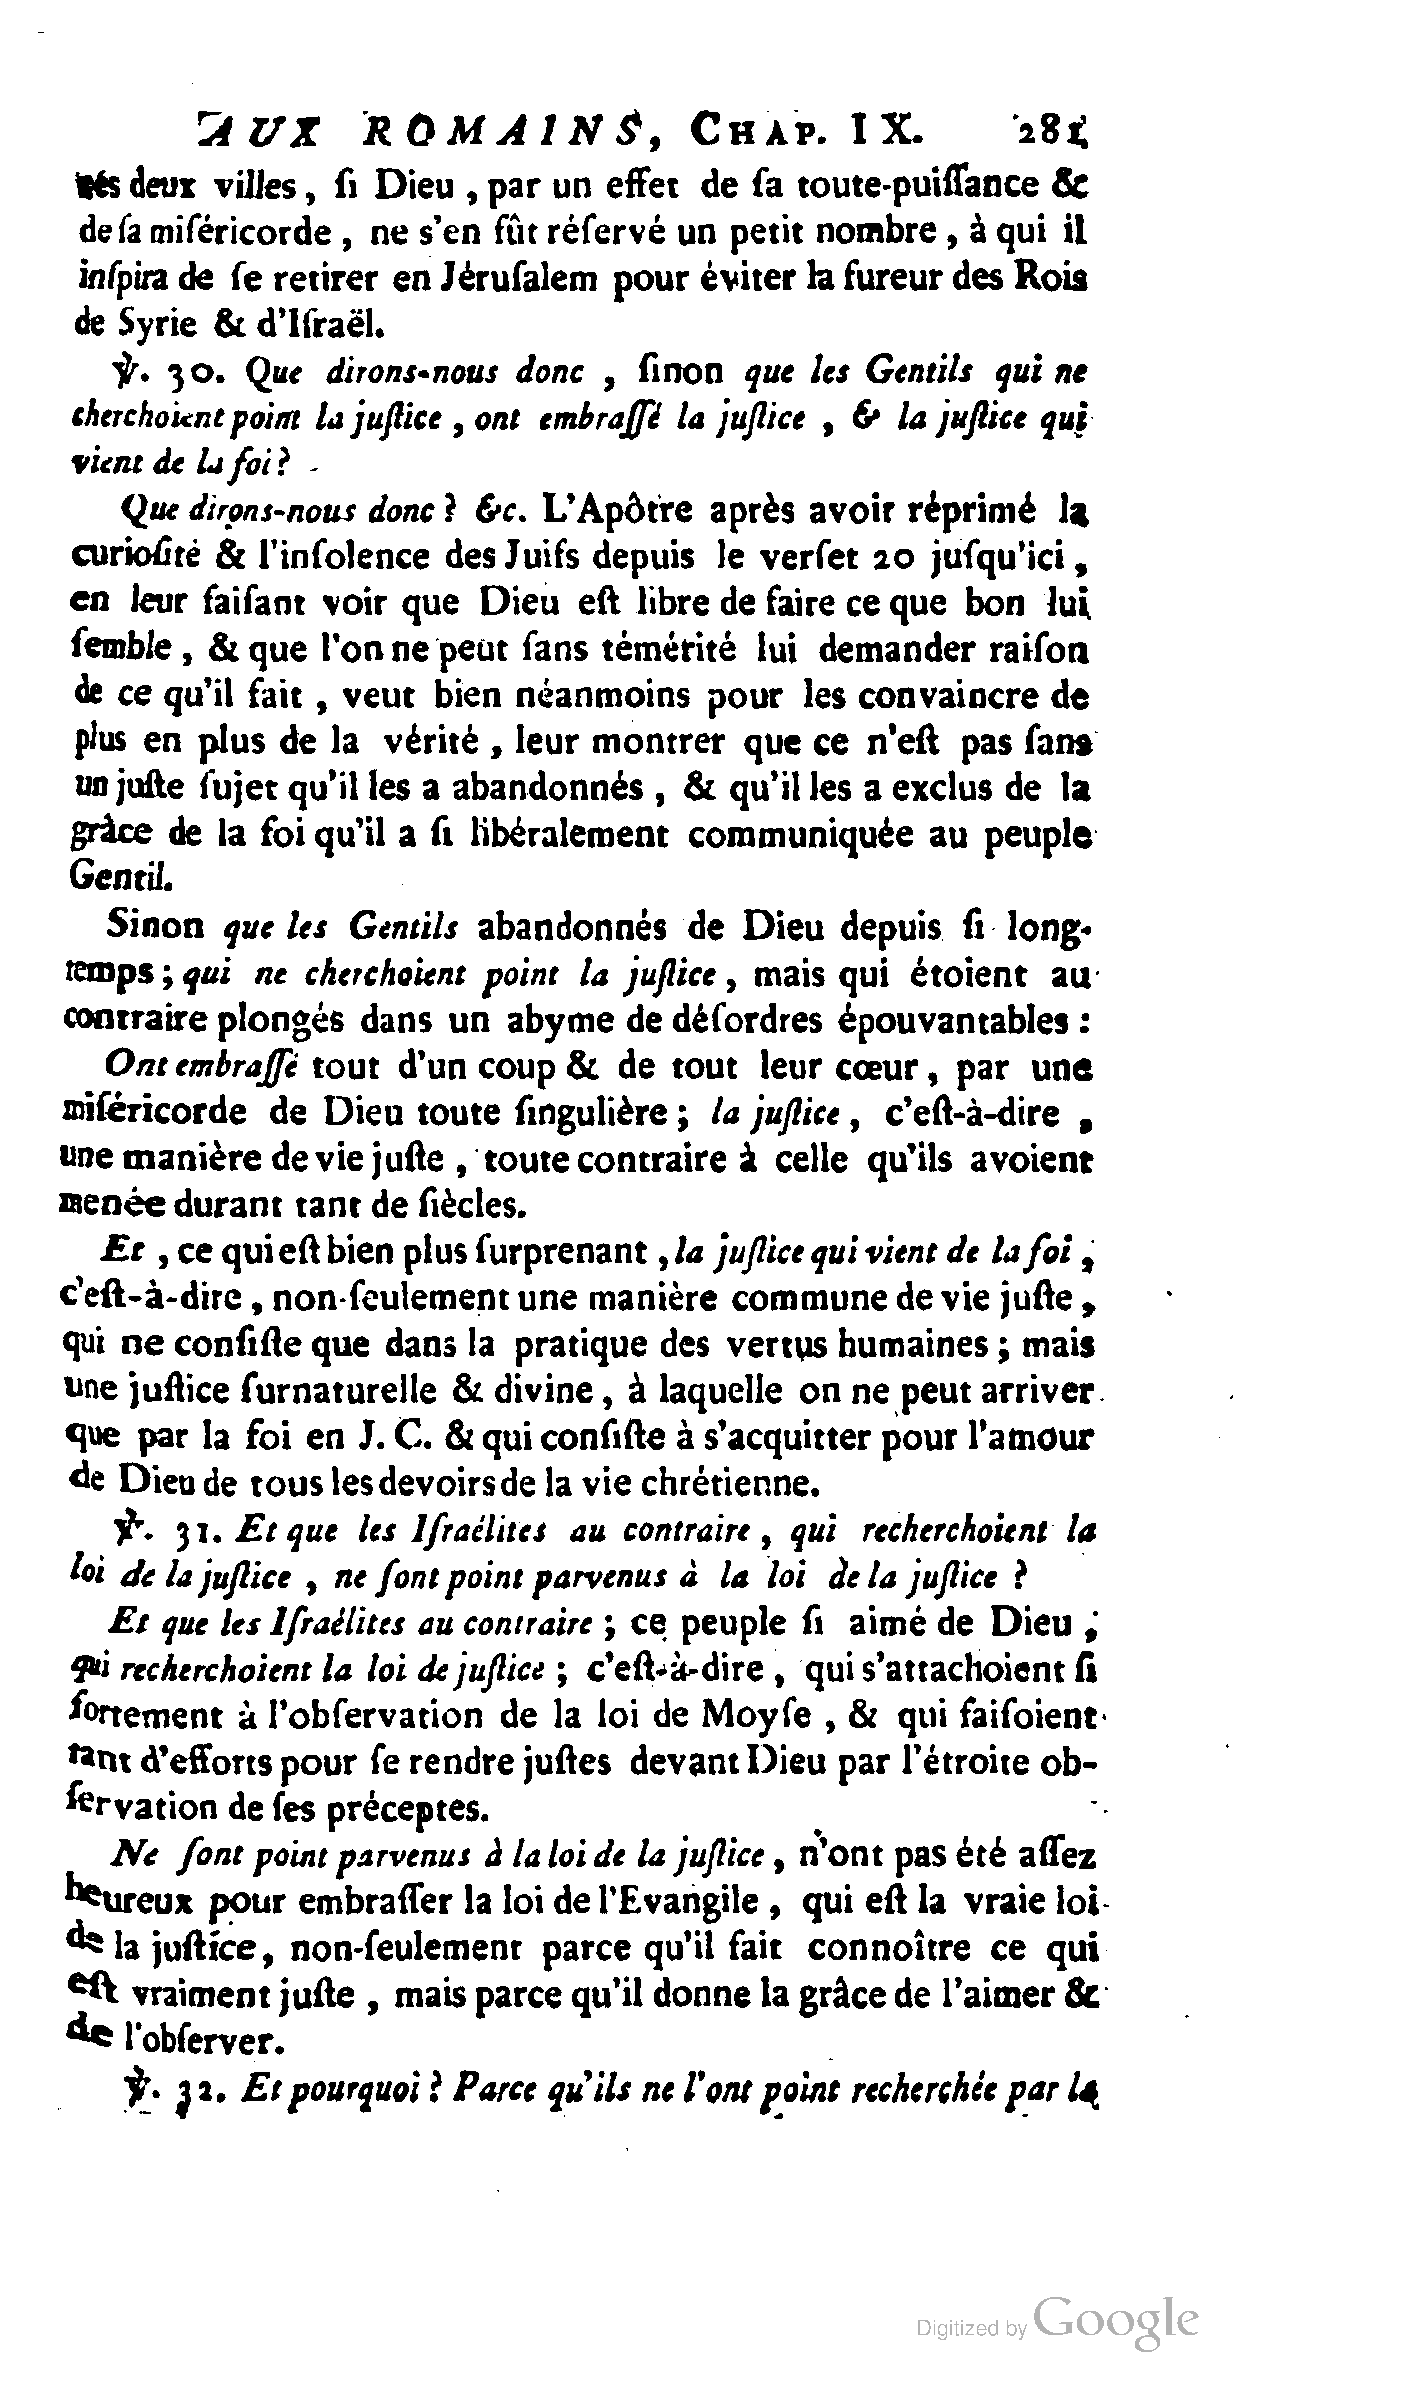 AUX ROMAINS, CHAP. IX. 281
deux villes, ſi Dieu, par un effet de ſa toute-puiſſance &
de ſa miſéricorde, ne s'en fût réſervé un petit nombre, à qui il
inſpira de ſe retirer en Jéruſalem pour éviter la fureur des Rois
de Syrie & d'Iſraël.
℣. 30. Que dirons-nous donc, ſinon que les Gentils qui ne
cherchoient point la juſtice, ont embraſſé la juſtice, & la juſtice qui
vient de la foi?
Que dirons-nous donc? &c. L'Apôtre après avoir réprimé la
curioſité & l'inſolence des Juifs depuis le verſet 20 juſqu'ici,
en leur faiſant voir que Dieu eſt libre de faire ce que bon lui
ſemble, & que l'on ne peut ſans témérité lui demander raiſon
de ce qu'il fait, veut bien néanmoins pour les convaincre de
plus en plus de la vérité, leur montrer que ce n'eſt pas ſans
un juſte ſujet qu'il les a abandonnés, & qu'il les a exclus de la
grâce de la foi qu'il a ſi libéralement communiquée au peuple
Gentil.
Sinon que les Gentils abandonnés de Dieu depuis ſi long-
temps; qui ne cherchoient point la juſtice, mais qui étoient au
contraire plongés dans un abyme de déſordres épouvantables:
Ont embraſſé tout d'un coup & de tout leur cœur, par une
miſéricorde de Dieu toute ſingulière; la juſtice, c'eſt-à-dire,
une manière de vie juſte, toute contraire à celle qu'ils avoient
menée durant tant de ſiècles.
Et, ce qui eſt bien plus ſurprenant, la juſtice qui vient de la foi,
c'eſt-à-dire, non-ſeulement une manière commune de vie juſte,
qui ne conſiſte que dans la pratique des vertus humaines; mais
une juſtice ſurnaturelle & divine, à laquelle on ne peut arriver
que par la foi en J. C. & qui conſiſte à s'acquitter pour l'amour
de Dieu de tous les devoirs de la vie chrétienne.
℣. 31. Et que les Iſraélites au contraire, qui recherchoient la
loi de la juſtice, ne ſont point parvenus à la loi de la juſtice?
Et que les Iſraélites au contraire; ce peuple ſi aimé de Dieu;
qui recherchoient la loi de juſtice; c'eſt-à-dire, qui s'attachoient ſi
fortement à l'obſervation de la loi de Moyſe, & qui faiſoient
tant d'efforts pour ſe rendre juſtes devant Dieu par l'étroite ob-
ſervation de ſes préceptes.
Ne ſont point parvenus à la loi de la juſtice, n'ont pas été aſſez
heureux pour embraſſer la loi de l'Evangile, qui eſt la vraie loi
de la juſtice, non-ſeulement parce qu'il fait connoître ce qui
eſt vraiment juſte, mais parce qu'il donne la grâce de l'aimer &
de l'obſerver.
℣. 32. Et pourquoi? Parce qu'ils ne l'ont point recherchée par la
Digitized by Google